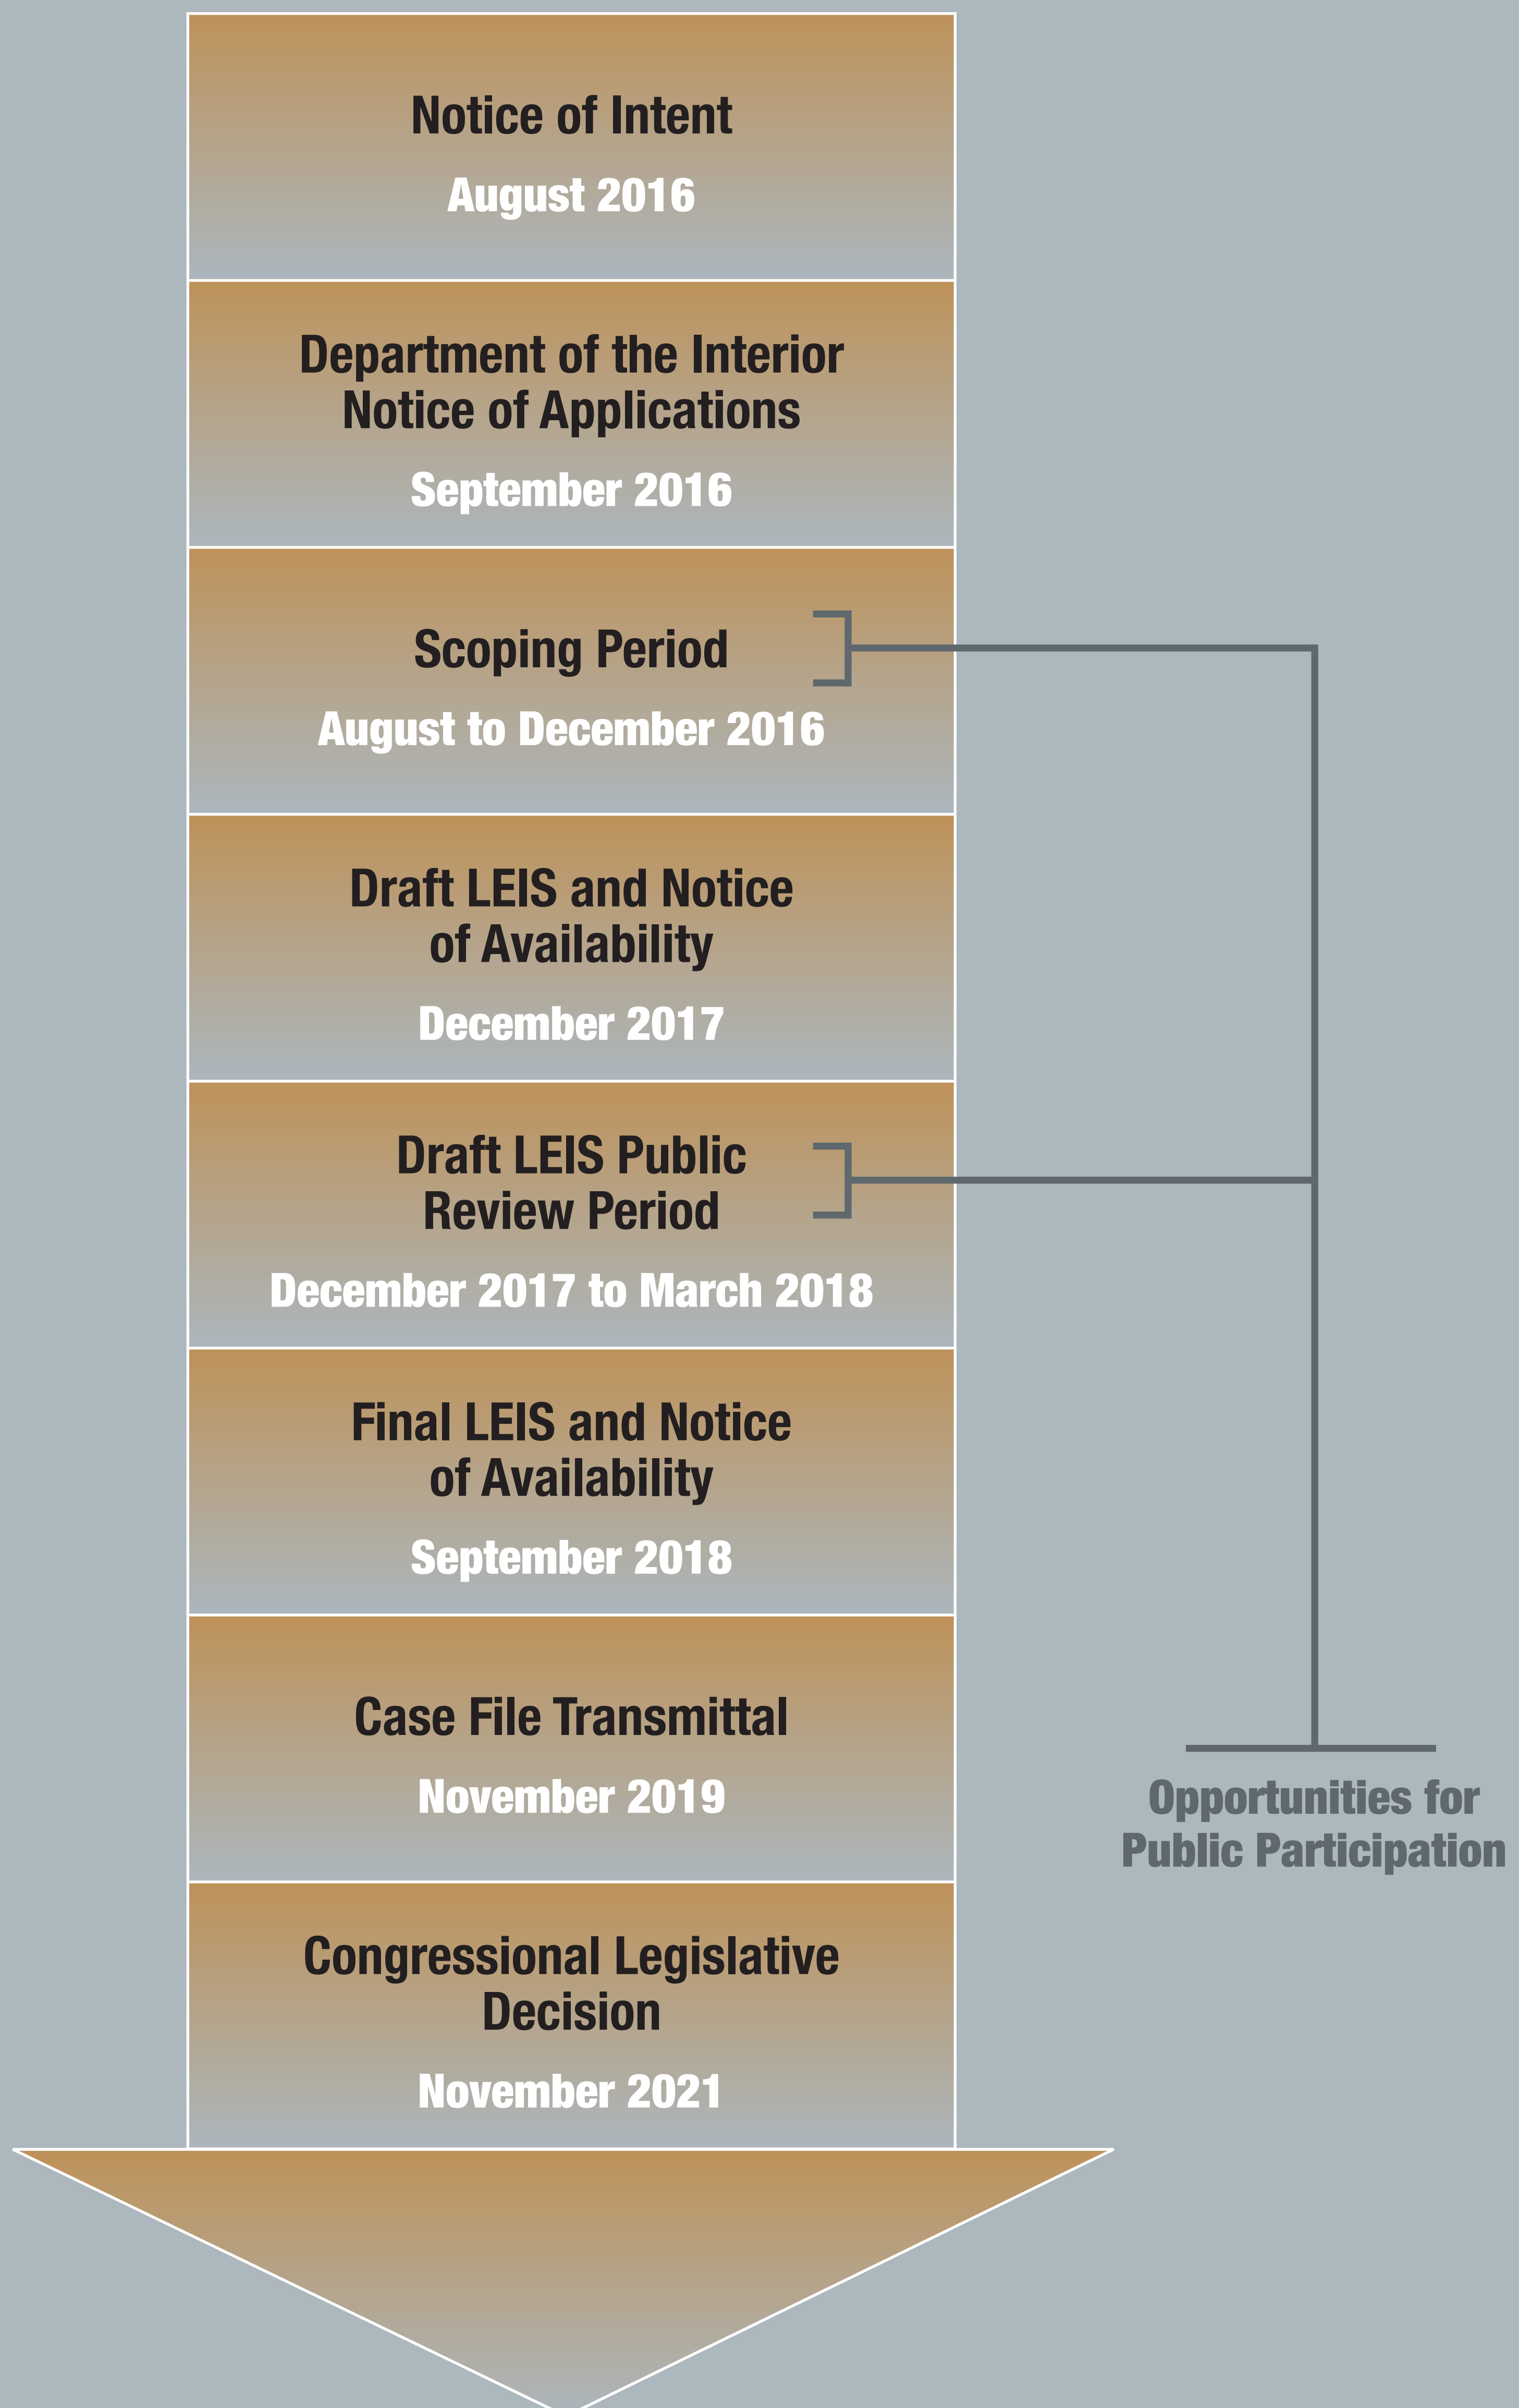 Notice of Intent
August 2016
Department of the Interior
Notice of Applications
September 2016
Scoping Period
August to December 2016
Draft LEIS and Notice
of Availability
December 2017
Draft LEIS Public
Review Period
December 2017 to March 2018
Final LEIS and Notice
of Availability
September 2018
Case File Transmittal
November 2019
Opportunities for
Public Participation
Congressional Legislative
Decision
November 2021